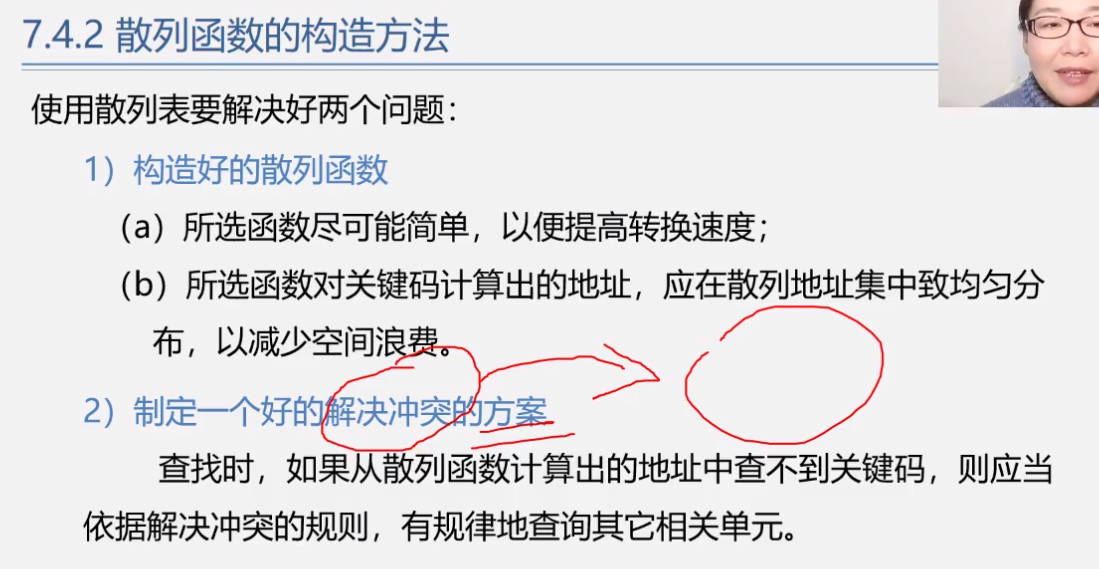 7.4.2 散列函数的构造方法
使用散列表要解决好两个问题：
1）构造好的散列函数
（a）所选函数尽可能简单，以便提高转换速度；
（b）所选函数对关键码计算出的地址，应在散列地址集中致均匀分
布，以减少空间浪费。
2）制定一个好的解决冲突的方案
查找时，如果从散列函数计算出的地址中查不到关键码，则应当
依据解决冲突的规则，有规律地查询其它相关单元。